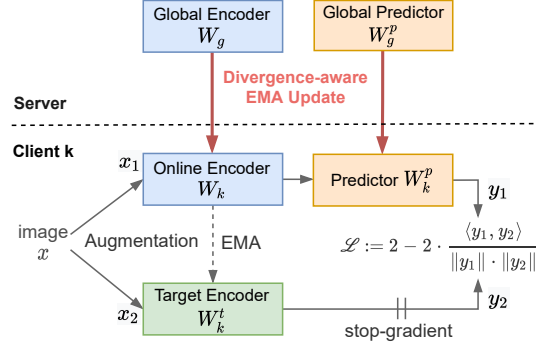 Global Encoder
W_g
Global Predictor
W_g^p
Divergence-aware
EMA Update
Server
Client k
x_1
Online Encoder
W_k
Predictor W_k^p
y_1
image
x
Augmentation
EMA
ℒ := 2 − 2 · ⟨y_1, y_2⟩ / ‖y_1‖ · ‖y_2‖
Target Encoder
W_k^t
x_2
y_2
stop-gradient